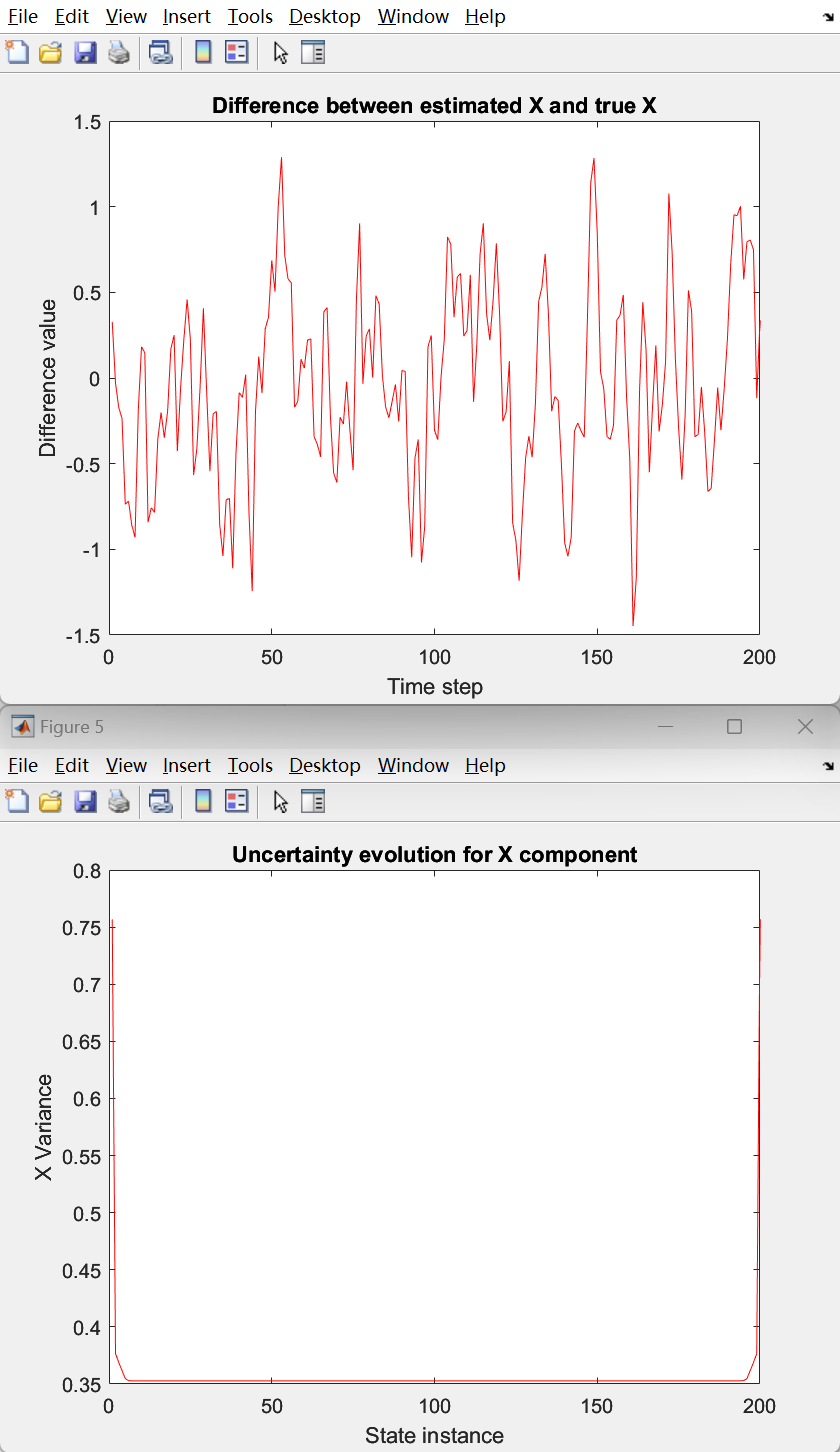 File Edit View Insert Tools Desktop Window Help
Difference between estimated X and true X
1.5
1
0.5
0
-0.5
-1
-1.5
Difference value
0 50 100 150 200
Time step
Figure 5
File Edit View Insert Tools Desktop Window Help
Uncertainty evolution for X component
0.8
0.75
0.7
0.65
0.6
0.55
0.5
0.45
0.4
0.35
X Variance
0 50 100 150 200
State instance